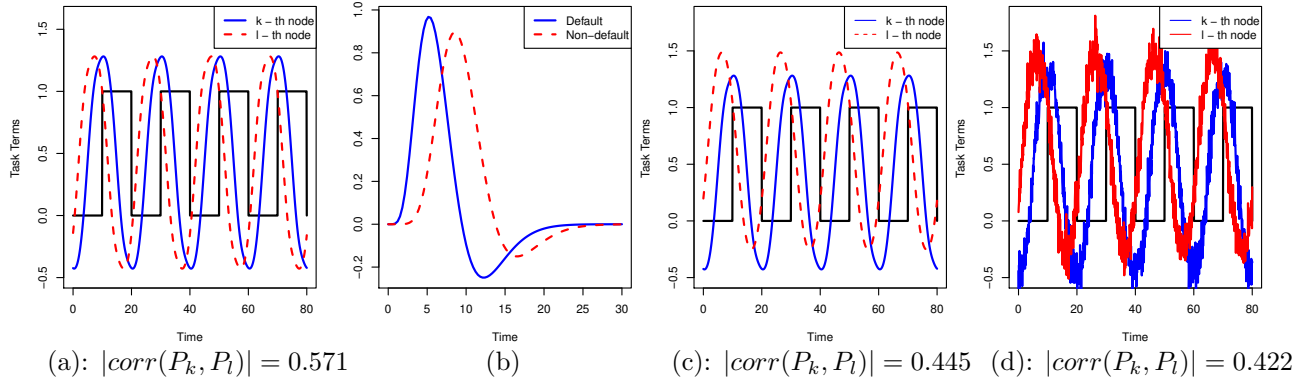 k − th node
l − th node
Task Terms
1.5
1.0
0.5
0.0
−0.5
0 20 40 60 80
Time
(a): |corr(P_k, P_l)| = 0.571
Default
Non−default
1.0
0.8
0.6
0.4
0.2
0.0
−0.2
0 5 10 15 20 25 30
Time
(b)
k − th node
l − th node
Task Terms
1.5
1.0
0.5
0.0
−0.5
0 20 40 60 80
Time
(c): |corr(P_k, P_l)| = 0.445
k − th node
l − th node
Task Terms
1.5
1.0
0.5
0.0
−0.5
0 20 40 60 80
Time
(d): |corr(P_k, P_l)| = 0.422